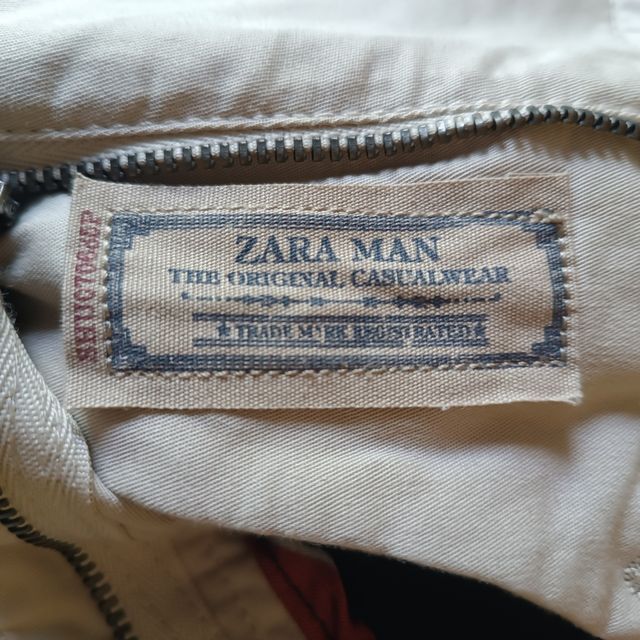 ZARA MAN
THE ORIGINAL CASUALWEAR
★ TRADE MARK REGISTRATED ★